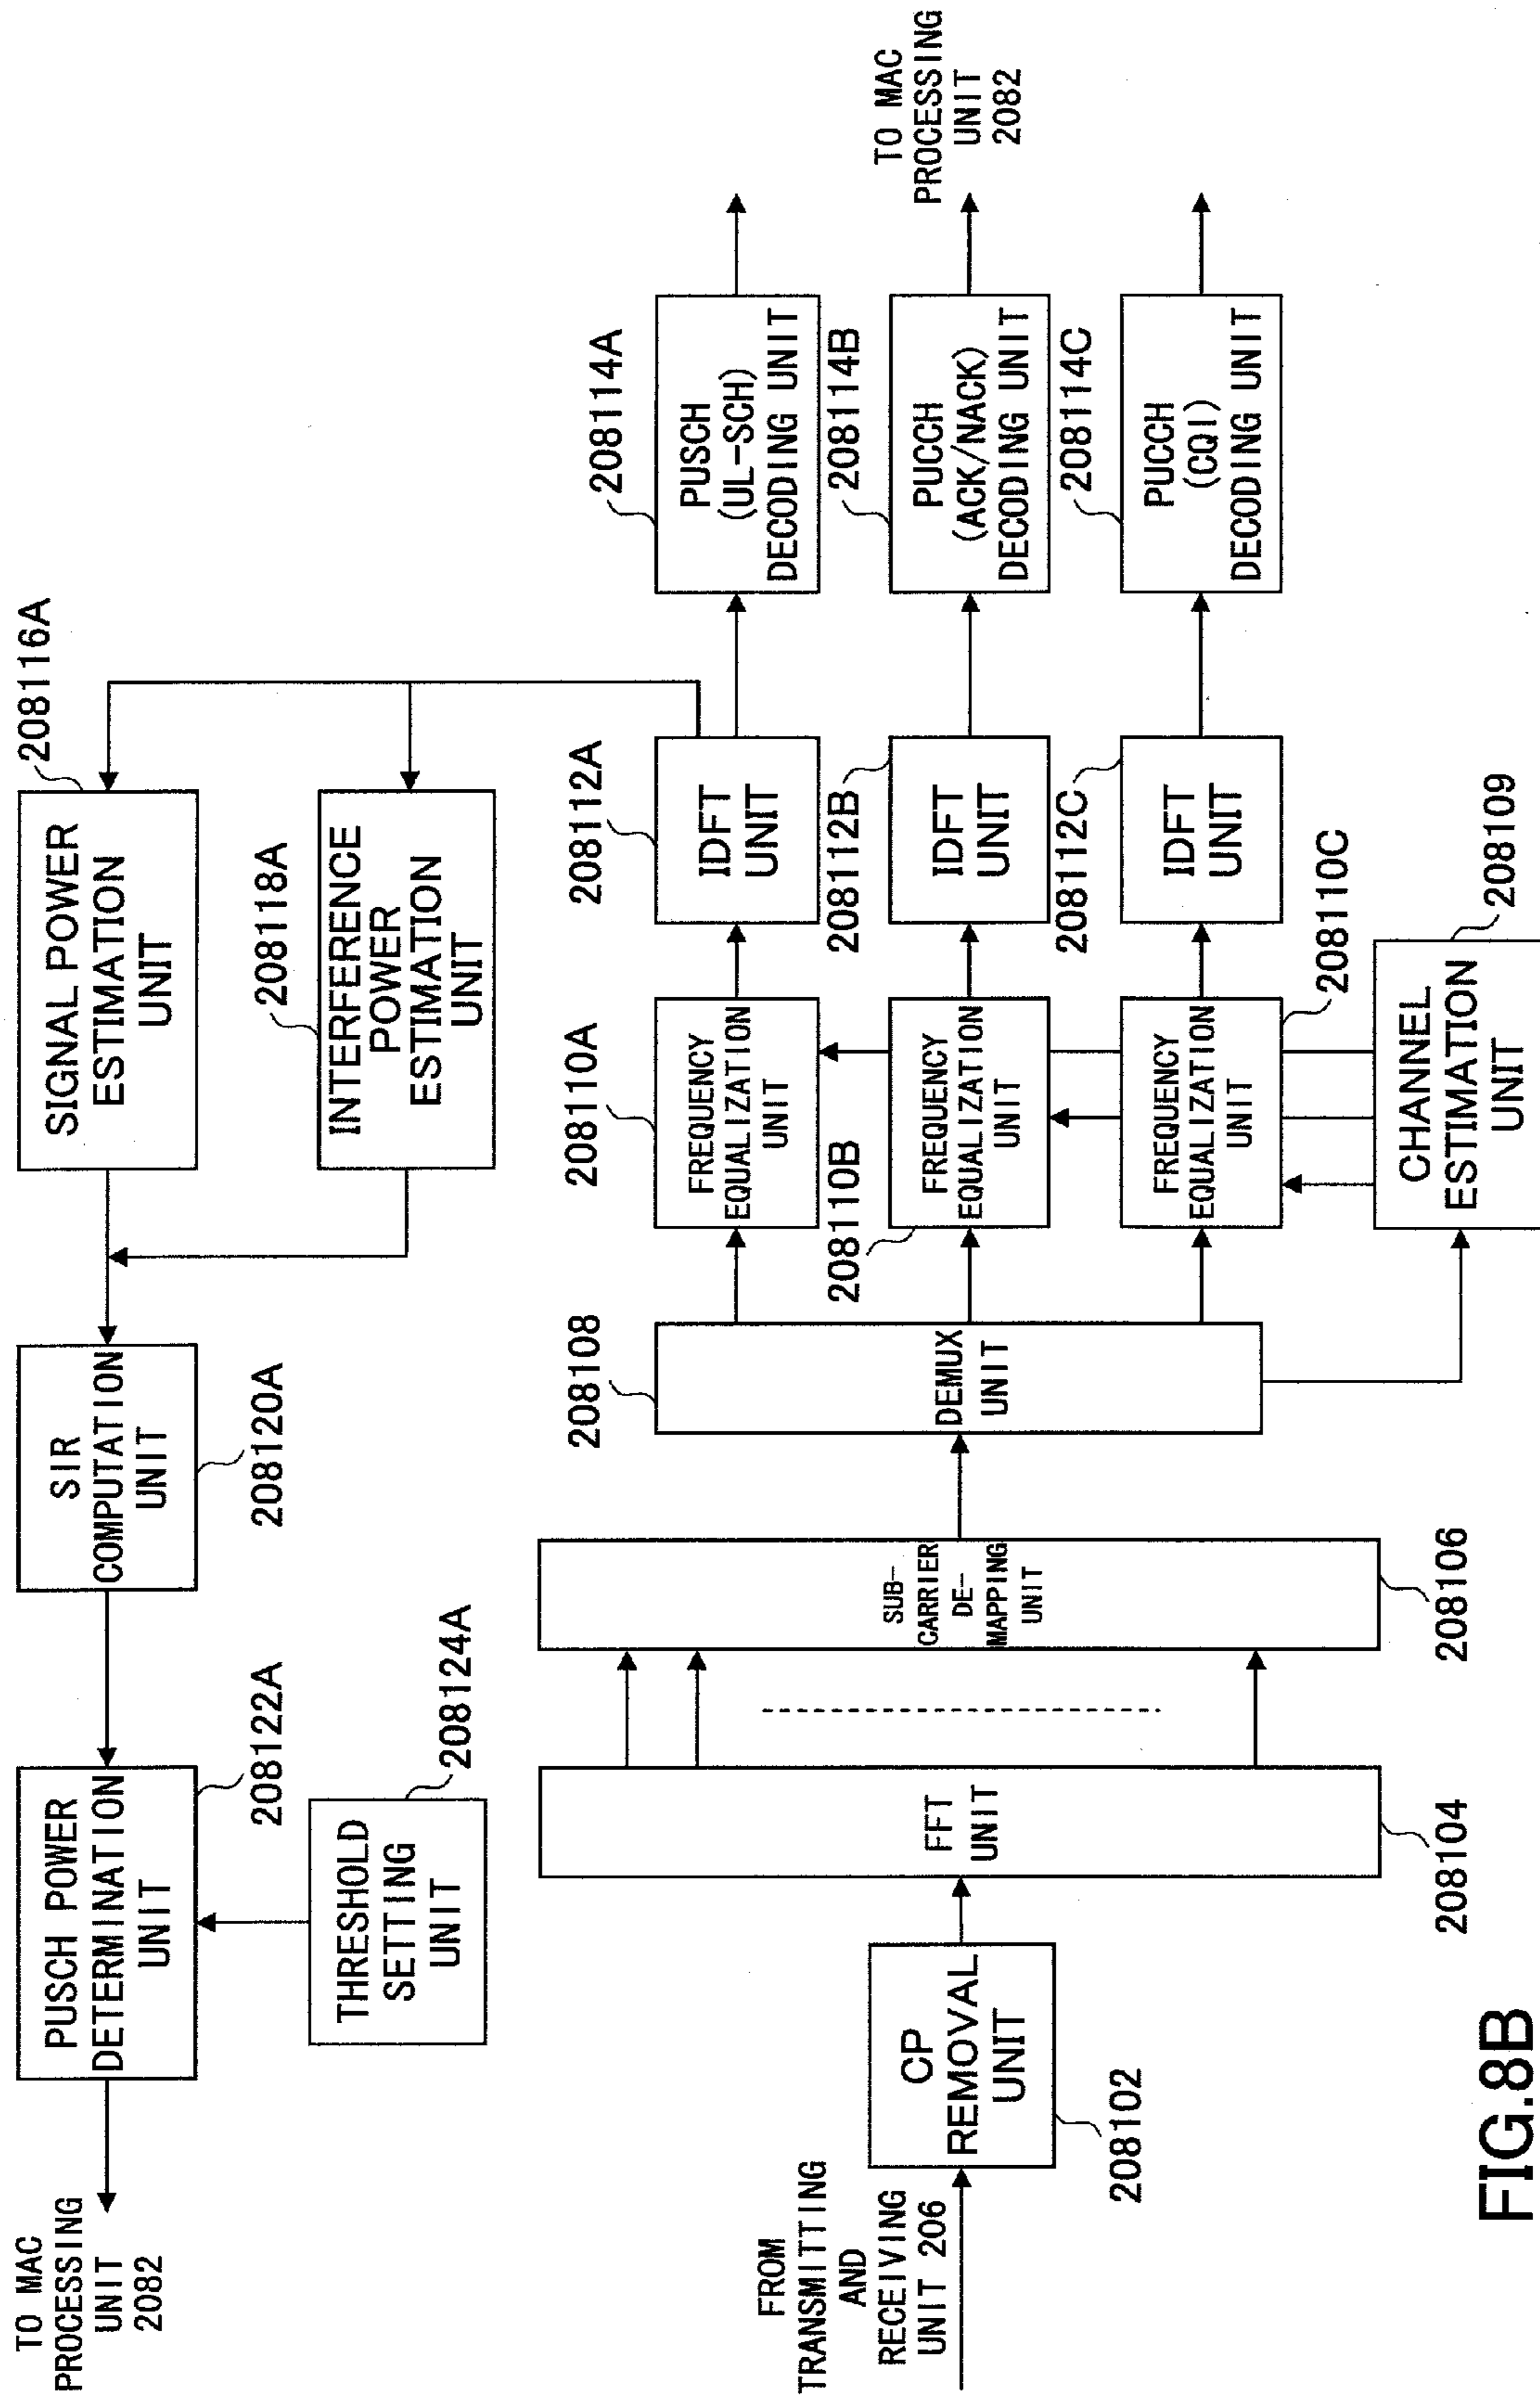 TO MAC
PROCESSING
UNIT
2082
PUSCH POWER
DETERMINATION
UNIT
208122A
THRESHOLD
SETTING
UNIT
208124A
SIR
COMPUTATION
UNIT
208120A
SIGNAL POWER
ESTIMATION
UNIT
208116A
INTERFERENCE
POWER
ESTIMATION
UNIT
208118A
FROM
TRANSMITTING
AND
RECEIVING
UNIT 206
CP
REMOVAL
UNIT
208102
FFT
UNIT
208104
SUB-
CARRIER
DE-
MAPPING
UNIT
208106
DEMUX
UNIT
208108
FREQUENCY
EQUALIZATION
UNIT
208110A
FREQUENCY
EQUALIZATION
UNIT
208110B
FREQUENCY
EQUALIZATION
UNIT
208110C
CHANNEL
ESTIMATION
UNIT
208109
IDFT
UNIT
208112A
IDFT
UNIT
208112B
IDFT
UNIT
208112C
PUSCH
(UL-SCH)
DECODING UNIT
208114A
PUCCH
(ACK/NACK)
DECODING UNIT
208114B
PUCCH
(CQI)
DECODING UNIT
208114C
TO MAC
PROCESSING
UNIT
2082
FIG.8B